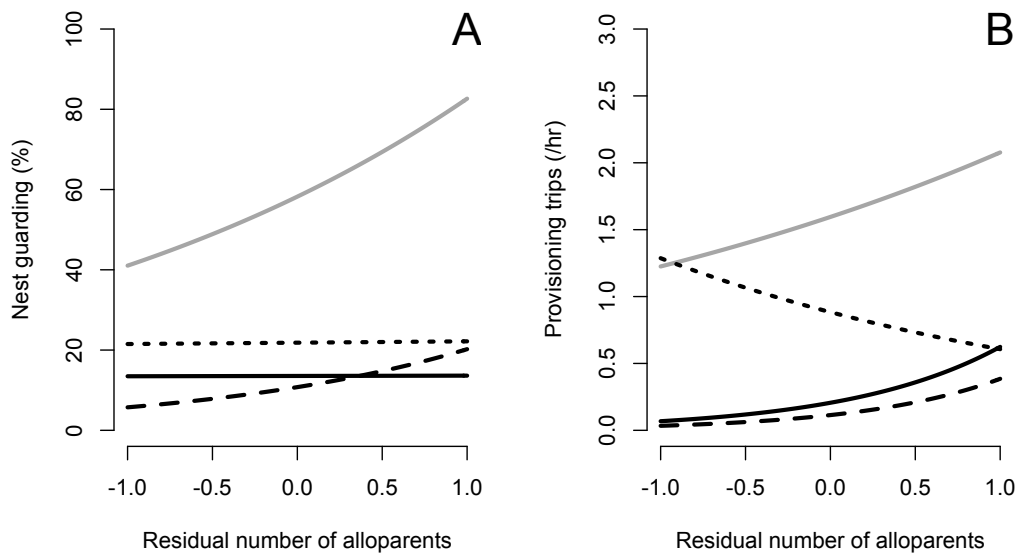 A
Nest guarding (%)
100
80
60
40
20
0
-1.0 -0.5 0.0 0.5 1.0
Residual number of alloparents
B
Provisioning trips (/hr)
3.0
2.5
2.0
1.5
1.0
0.5
0.0
-1.0 -0.5 0.0 0.5 1.0
Residual number of alloparents